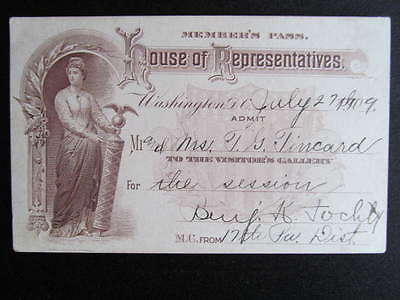 MEMBER'S PASS.
House of Representatives.
Washington, D.C. July 27th 1909.
ADMIT
Mr & Mrs. T. G. Tincard
TO THE VISITOR'S GALLERY
For the session
Benj. K. Focht
M.C. FROM 17th Pa. Dist.